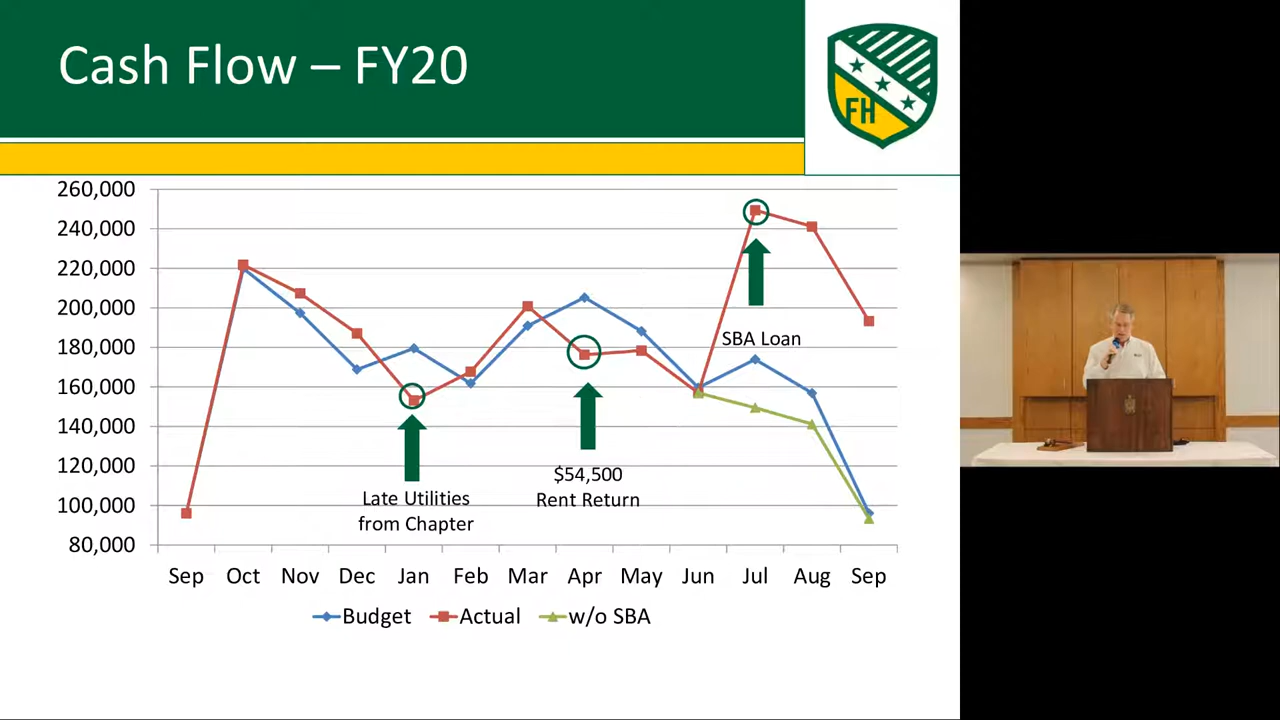 Cash Flow – FY20
FH
260,000
240,000
220,000
200,000
180,000
160,000
140,000
120,000
100,000
80,000
SBA Loan
$54,500
Rent Return
Late Utilities
from Chapter
Sep Oct Nov Dec Jan Feb Mar Apr May Jun Jul Aug Sep
Budget Actual w/o SBA